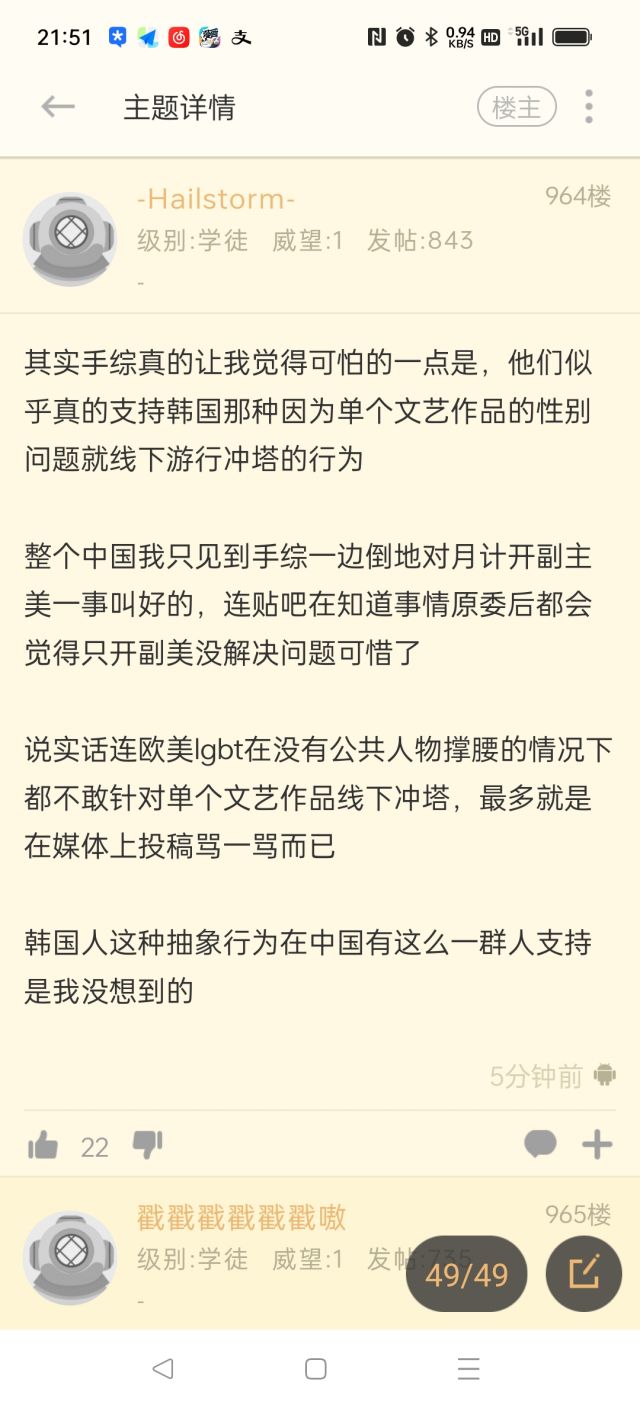 21:51
0.94 KB/S HD 5G
主题详情
楼主
-Hailstorm-
964楼
级别:学徒 威望:1 发帖:843
-
其实手综真的让我觉得可怕的一点是，他们似
乎真的支持韩国那种因为单个文艺作品的性别
问题就线下游行冲塔的行为
整个中国我只见到手综一边倒地对月计开副主
美一事叫好的，连贴吧在知道事情原委后都会
觉得只开副美没解决问题可惜了
说实话连欧美lgbt在没有公共人物撑腰的情况下
都不敢针对单个文艺作品线下冲塔，最多就是
在媒体上投稿骂一骂而已
韩国人这种抽象行为在中国有这么一群人支持
是我没想到的
5分钟前
22
戳戳戳戳戳戳嗷
965楼
级别:学徒 威望:1 发帖:735
49/49
-